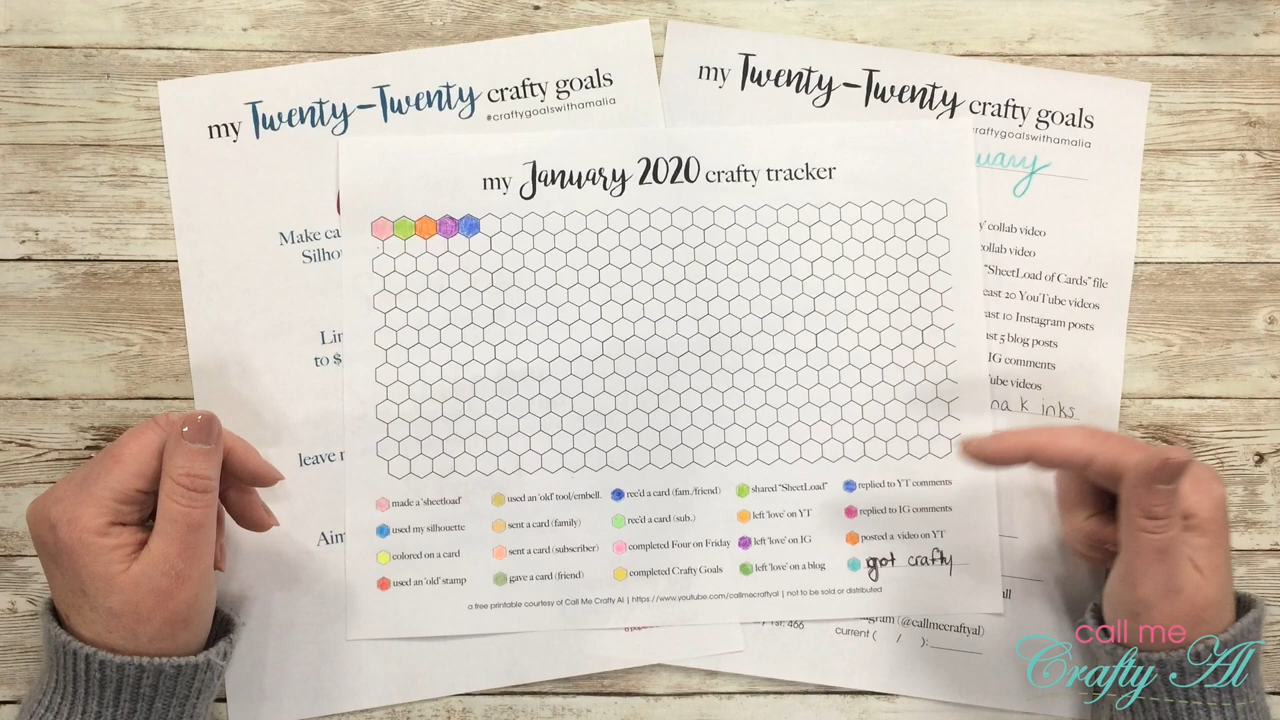 my Twenty-Twenty crafty goals
#craftygoalswithamalia
Make ca
Silho
Lin
to $
leave
Aim
my Twenty-Twenty crafty goals
raftygoalswithamalia
uary
y' collab video
collab video
"SheetLoad of Cards" file
east 20 YouTube videos
ast 10 Instagram posts
ast 5 blog posts
IG comments
ube videos
na k inks
gram (@callmecraftyal)
current ( / ):
my January 2020 crafty tracker
made a 'sheetload'
used my silhouette
colored on a card
used an 'old' stamp
used an 'old' tool/embell.
sent a card (family)
sent a card (subscriber)
gave a card (friend)
rec'd a card (fam./friend)
rec'd a card (sub.)
completed Four on Friday
completed Crafty Goals
shared "SheetLoad"
left 'love' on YT
left 'love' on IG
left 'love' on a blog
replied to YT comments
replied to IG comments
posted a video on YT
got crafty
a free printable courtesy of Call Me Crafty Al | https://www.youtube.com/callmecraftyal | not to be sold or distributed
call me
Crafty Al